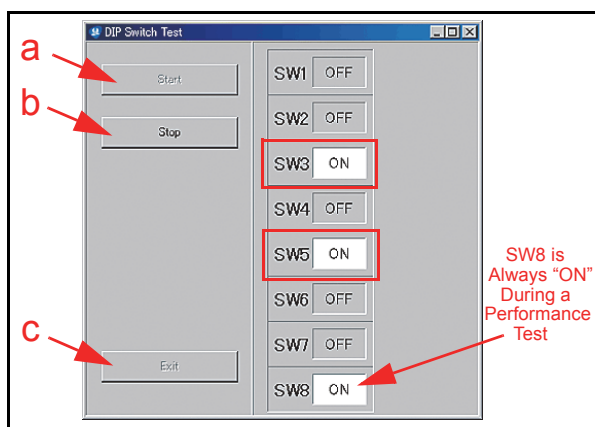 DIP Switch Test
a
Start
b
Stop
c
Exit
SW1 OFF
SW2 OFF
SW3 ON
SW4 OFF
SW5 ON
SW6 OFF
SW7 OFF
SW8 ON
SW8 is
Always “ON”
During a
Performance
Test